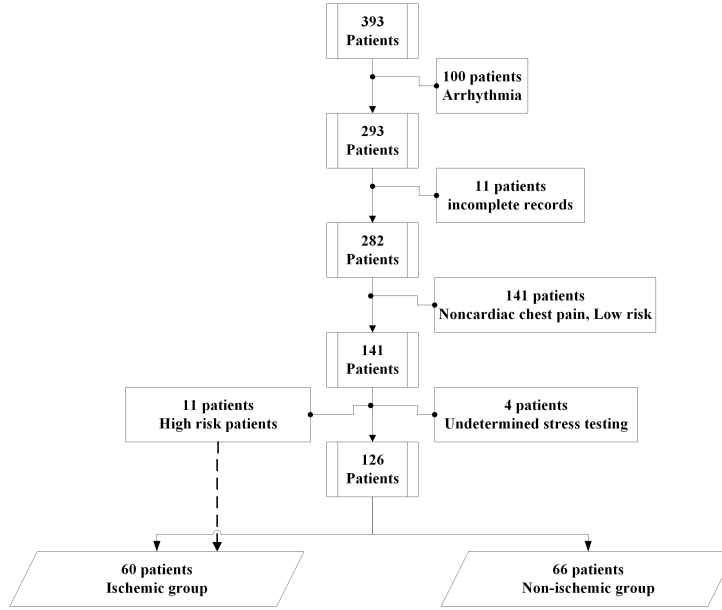 393
Patients
100 patients
Arrhythmia
293
Patients
11 patients
incomplete records
282
Patients
141 patients
Noncardiac chest pain, Low risk
141
Patients
11 patients
High risk patients
4 patients
Undetermined stress testing
126
Patients
60 patients
Ischemic group
66 patients
Non-ischemic group